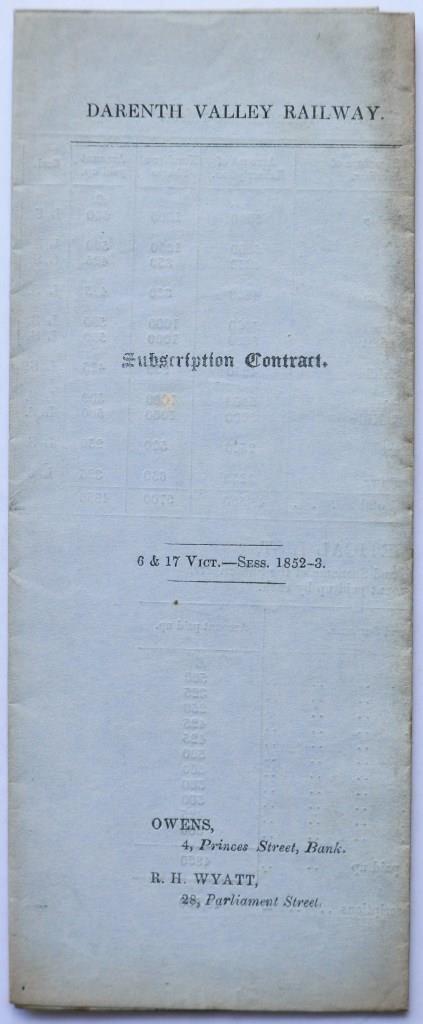 DARENTH VALLEY RAILWAY.
Subscription Contract.
6 & 17 VICT.—SESS. 1852-3.
OWENS,
4, Princes Street, Bank.
R. H. WYATT,
28, Parliament Street.